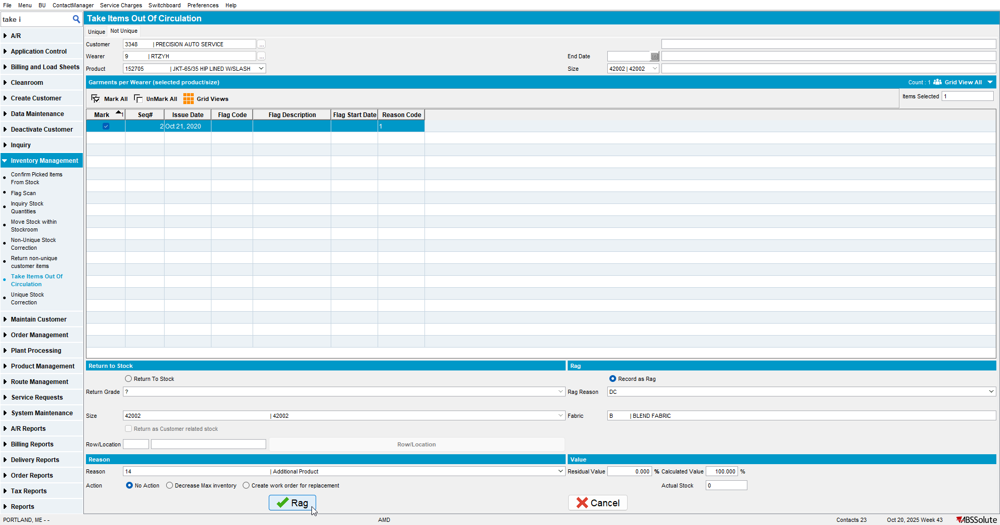 File Menu BU ContactManager Service Charges Switchboard Preferences Help
take i
Take Items Out Of Circulation
Unique Not Unique
Customer 3348 | PRECISION AUTO SERVICE ...
Wearer 9 | RTZYH ... End Date 16
Product 152705 | JKT-65/35 HIP LINED W/SLASH Size 42002 | 42002
Garments per Wearer (selected product/size) Count : 1 Grid View All
Mark All UnMark All Grid Views Items Selected 1
Mark 1 Seq# Issue Date Flag Code Flag Description Flag Start Date Reason Code
2 Oct 21, 2020 1
A/R
Application Control
Billing and Load Sheets
Cleanroom
Create Customer
Data Maintenance
Deactivate Customer
Inquiry
Inventory Management
Confirm Picked Items
From Stock
Flag Scan
Inquiry Stock
Quantities
Move Stock within
Stockroom
Non-Unique Stock
Correction
Return non-unique
customer items
Take Items Out Of
Circulation
Unique Stock
Correction
Maintain Customer
Order Management
Plant Processing
Product Management
Route Management
Service Requests
System Maintenance
A/R Reports
Billing Reports
Delivery Reports
Order Reports
Tax Reports
Reports
Return to Stock Rag
Return To Stock Record as Rag
Return Grade ? Rag Reason DC
Size 42002 | 42002 Fabric B | BLEND FABRIC
Return as Customer related stock
Row/Location Row/Location
Reason Value
Reason 14 | Additional Product Residual Value 0.000 % Calculated Value 100.000 %
Action No Action Decrease Max inventory Create work order for replacement Actual Stock 0
Rag Cancel
PORTLAND, ME - - AMD Contacts 23 Oct 20, 2025 Week 43 ABSSolute